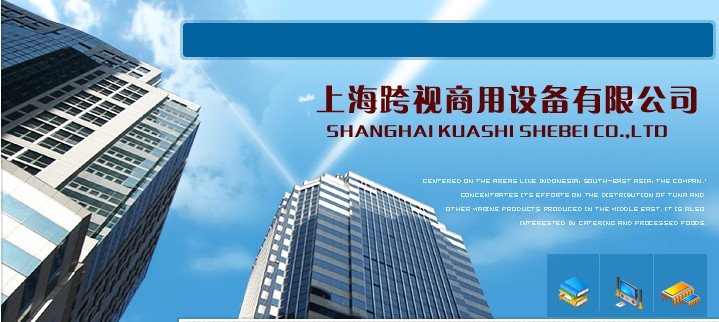 上海跨视商用设备有限公司
SHANGHAI KUASHI SHEBEI CO.,LTD
CENTERED ON THE AREAS LIKE INDONESIA, SOUTH-EAST ASIA, THE COMPAN.'
CONCENTRATES ITS EFFORTS ON THE DISTRIBUTION OF TUNA AND
OTHER MARINE PRODUCTS PRODUCED IN THE MIDDLE EAST. IT IS ALSO
INTERESTED IN CATERING AND PROCESSED FOODS.